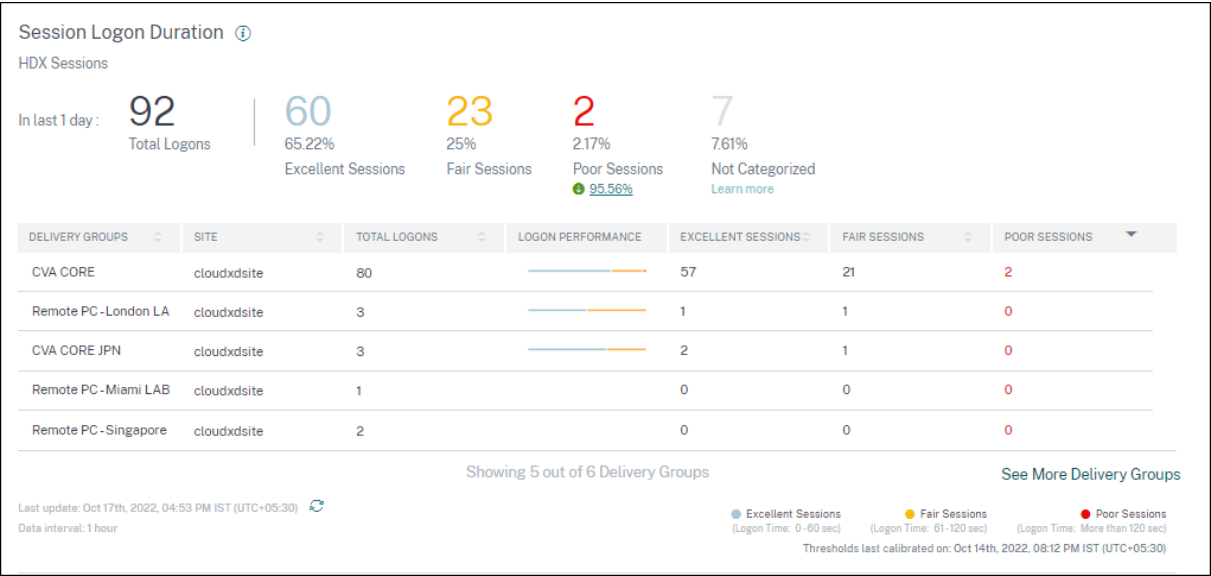 Session Logon Duration
HDX Sessions
In last 1 day :
92
Total Logons
60
65.22%
Excellent Sessions
23
25%
Fair Sessions
2
2.17%
Poor Sessions
95.56%
7
7.61%
Not Categorized
Learn more
DELIVERY GROUPS SITE TOTAL LOGONS LOGON PERFORMANCE EXCELLENT SESSIONS FAIR SESSIONS POOR SESSIONS
CVA CORE cloudxdsite 80 57 21 2
Remote PC-London LA cloudxdsite 3 1 1 0
CVA CORE JPN cloudxdsite 3 2 1 0
Remote PC-Miami LAB cloudxdsite 1 0 0 0
Remote PC-Singapore cloudxdsite 2 0 0 0
Showing 5 out of 6 Delivery Groups
See More Delivery Groups
Last update: Oct 17th, 2022, 04:53 PM IST (UTC+05:30)
Data interval: 1 hour
Excellent Sessions
(Logon Time: 0-60 sec)
Fair Sessions
(Logon Time: 61-120 sec)
Poor Sessions
(Logon Time: More than 120 sec)
Thresholds last calibrated on: Oct 14th, 2022, 08:12 PM IST (UTC+05:30)